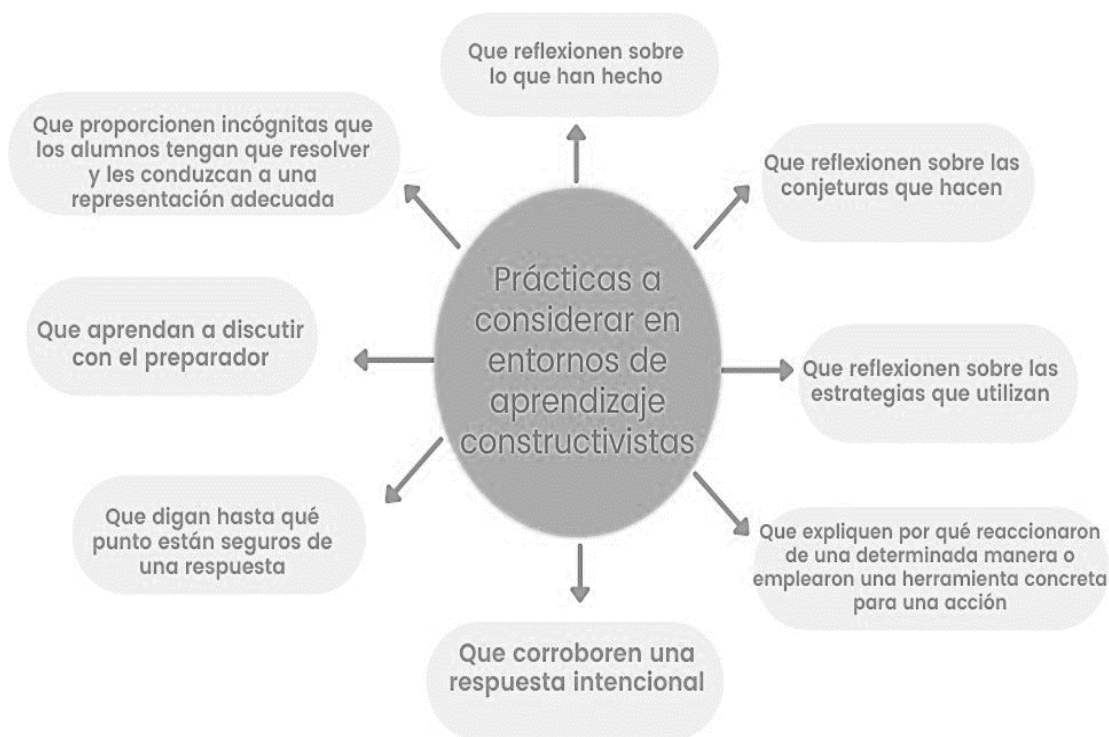 Que reflexionen sobre
lo que han hecho
Que proporcionen incógnitas que
los alumnos tengan que resolver
y les conduzcan a una
representación adecuada
Que reflexionen sobre las
conjeturas que hacen
Prácticas a
considerar en
entornos de
aprendizaje
constructivistas
Que aprendan a discutir
con el preparador
Que reflexionen sobre las
estrategias que utilizan
Que digan hasta qué
punto están seguros de
una respuesta
Que expliquen por qué reaccionaron
de una determinada manera o
emplearon una herramienta concreta
para una acción
Que corroboren una
respuesta intencional